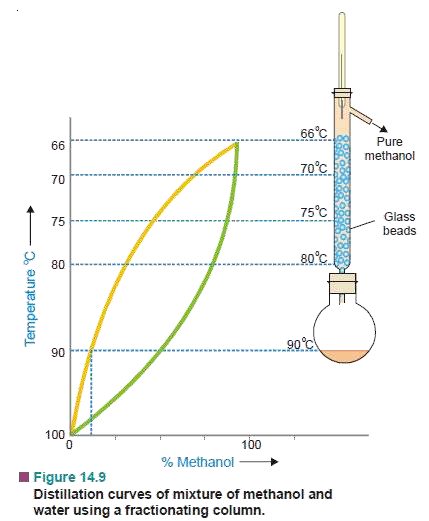 66°C
Pure
methanol
66
70°C
70
75°C
75
Glass
beads
80°C
80
Temperature °C
90°C
90
100
0
100
% Methanol
Figure 14.9
Distillation curves of mixture of methanol and
water using a fractionating column.